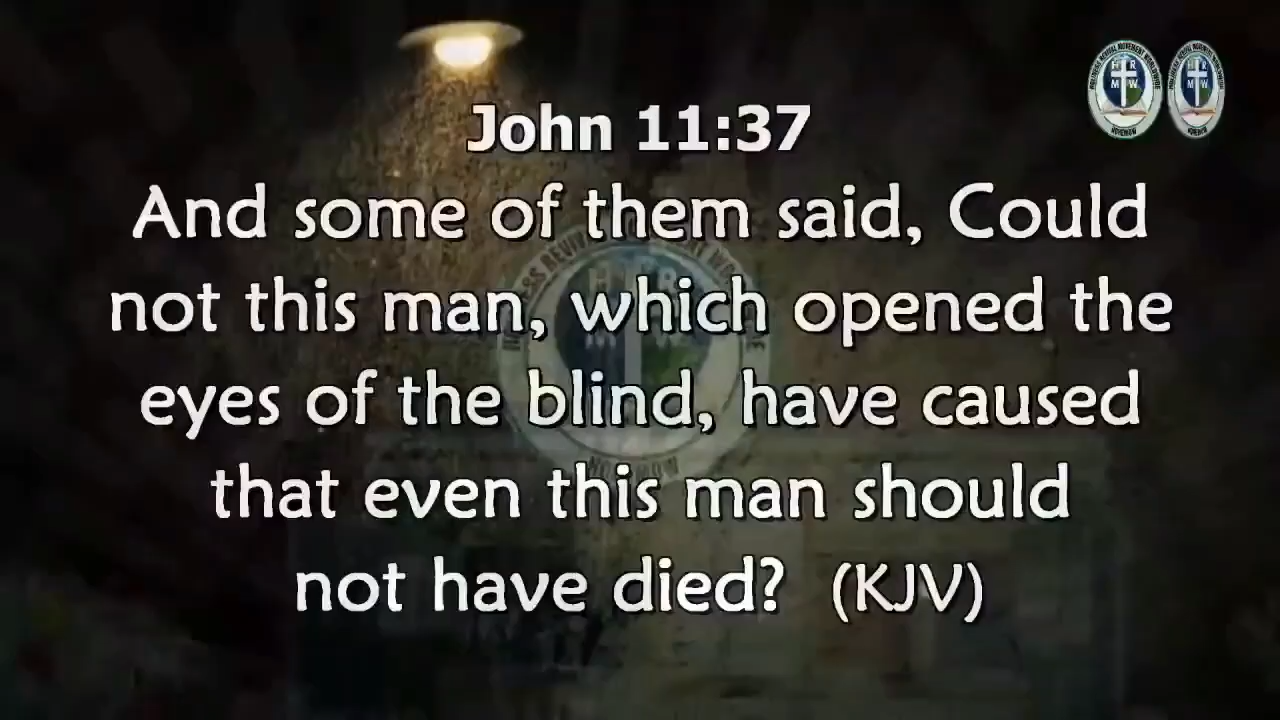 John 11:37
And some of them said, Could
not this man, which opened the
eyes of the blind, have caused
that even this man should
not have died? (KJV)
H R
M W
H R
M W